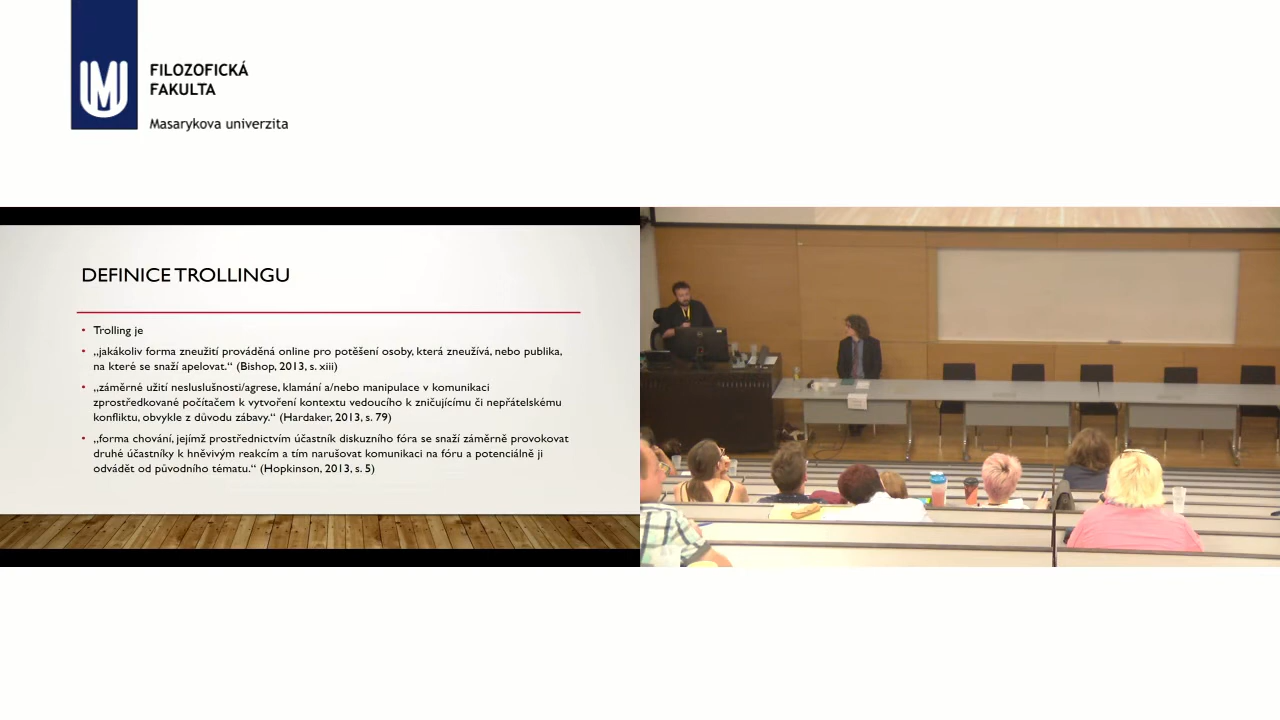 FILOZOFICKÁ
FAKULTA
Masarykova univerzita
DEFINICE TROLLINGU
• Trolling je
• „jakákoliv forma zneužití prováděná online pro potěšení osoby, která zneužívá, nebo publika,
na které se snaží apelovat.“ (Bishop, 2013, s. xiii)
• „záměrné užití nesluslušnosti/agrese, klamání a/nebo manipulace v komunikaci
zprostředkované počítačem k vytvoření kontextu vedoucího k zničujícímu či nepřátelskému
konfliktu, obvykle z důvodu zábavy.“ (Hardaker, 2013, s. 79)
• „forma chování, jejímž prostřednictvím účastník diskuzního fóra se snaží záměrně provokovat
druhé účastníky k hněvivým reakcím a tím narušovat komunikaci na fóru a potenciálně ji
odvádět od původního tématu.“ (Hopkinson, 2013, s. 5)